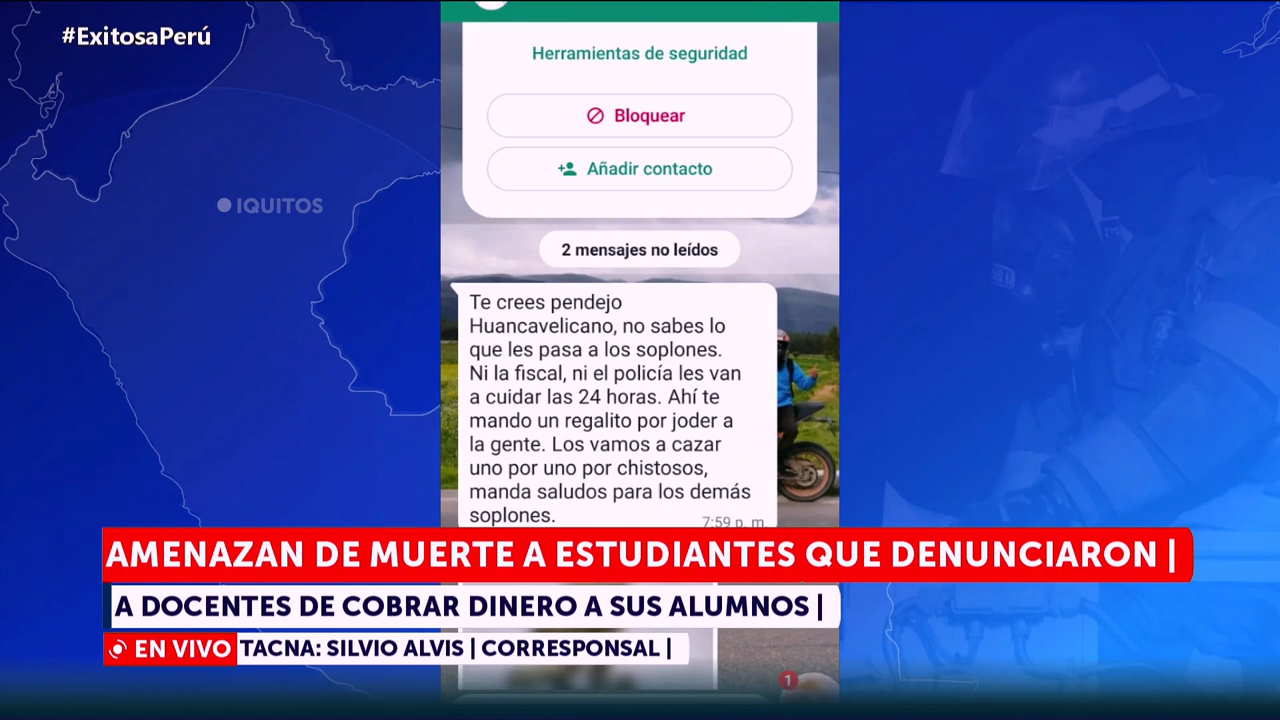 #ExitosaPerú
IQUITOS
Herramientas de seguridad
Bloquear
Añadir contacto
2 mensajes no leídos
Te crees pendejo
Huancavelicano, no sabes lo
que les pasa a los soplones.
Ni la fiscal, ni el policía les van
a cuidar las 24 horas. Ahí te
mando un regalito por joder a
la gente. Los vamos a cazar
uno por uno por chistosos,
manda saludos para los demás
soplones.
7:59 p. m.
AMENAZAN DE MUERTE A ESTUDIANTES QUE DENUNCIARON |
A DOCENTES DE COBRAR DINERO A SUS ALUMNOS |
EN VIVO TACNA: SILVIO ALVIS | CORRESPONSAL |
1